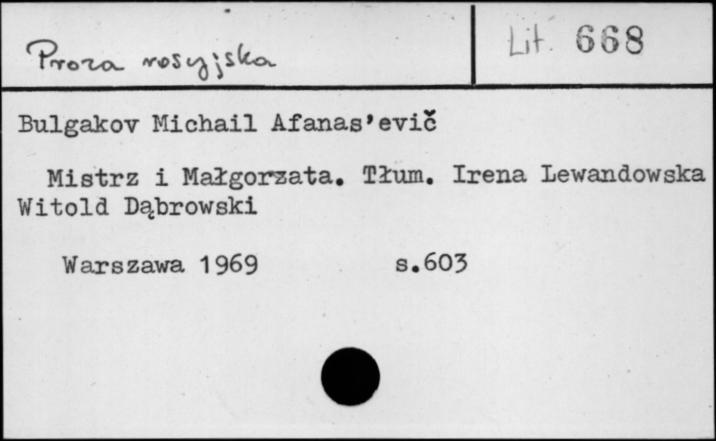 Proza rosyjska
Lit. 668
Bulgakov Michail Afanas'evič
Mistrz i Małgorzata. Tłum. Irena Lewandowska
Witold Dąbrowski
Warszawa 1969 s.603